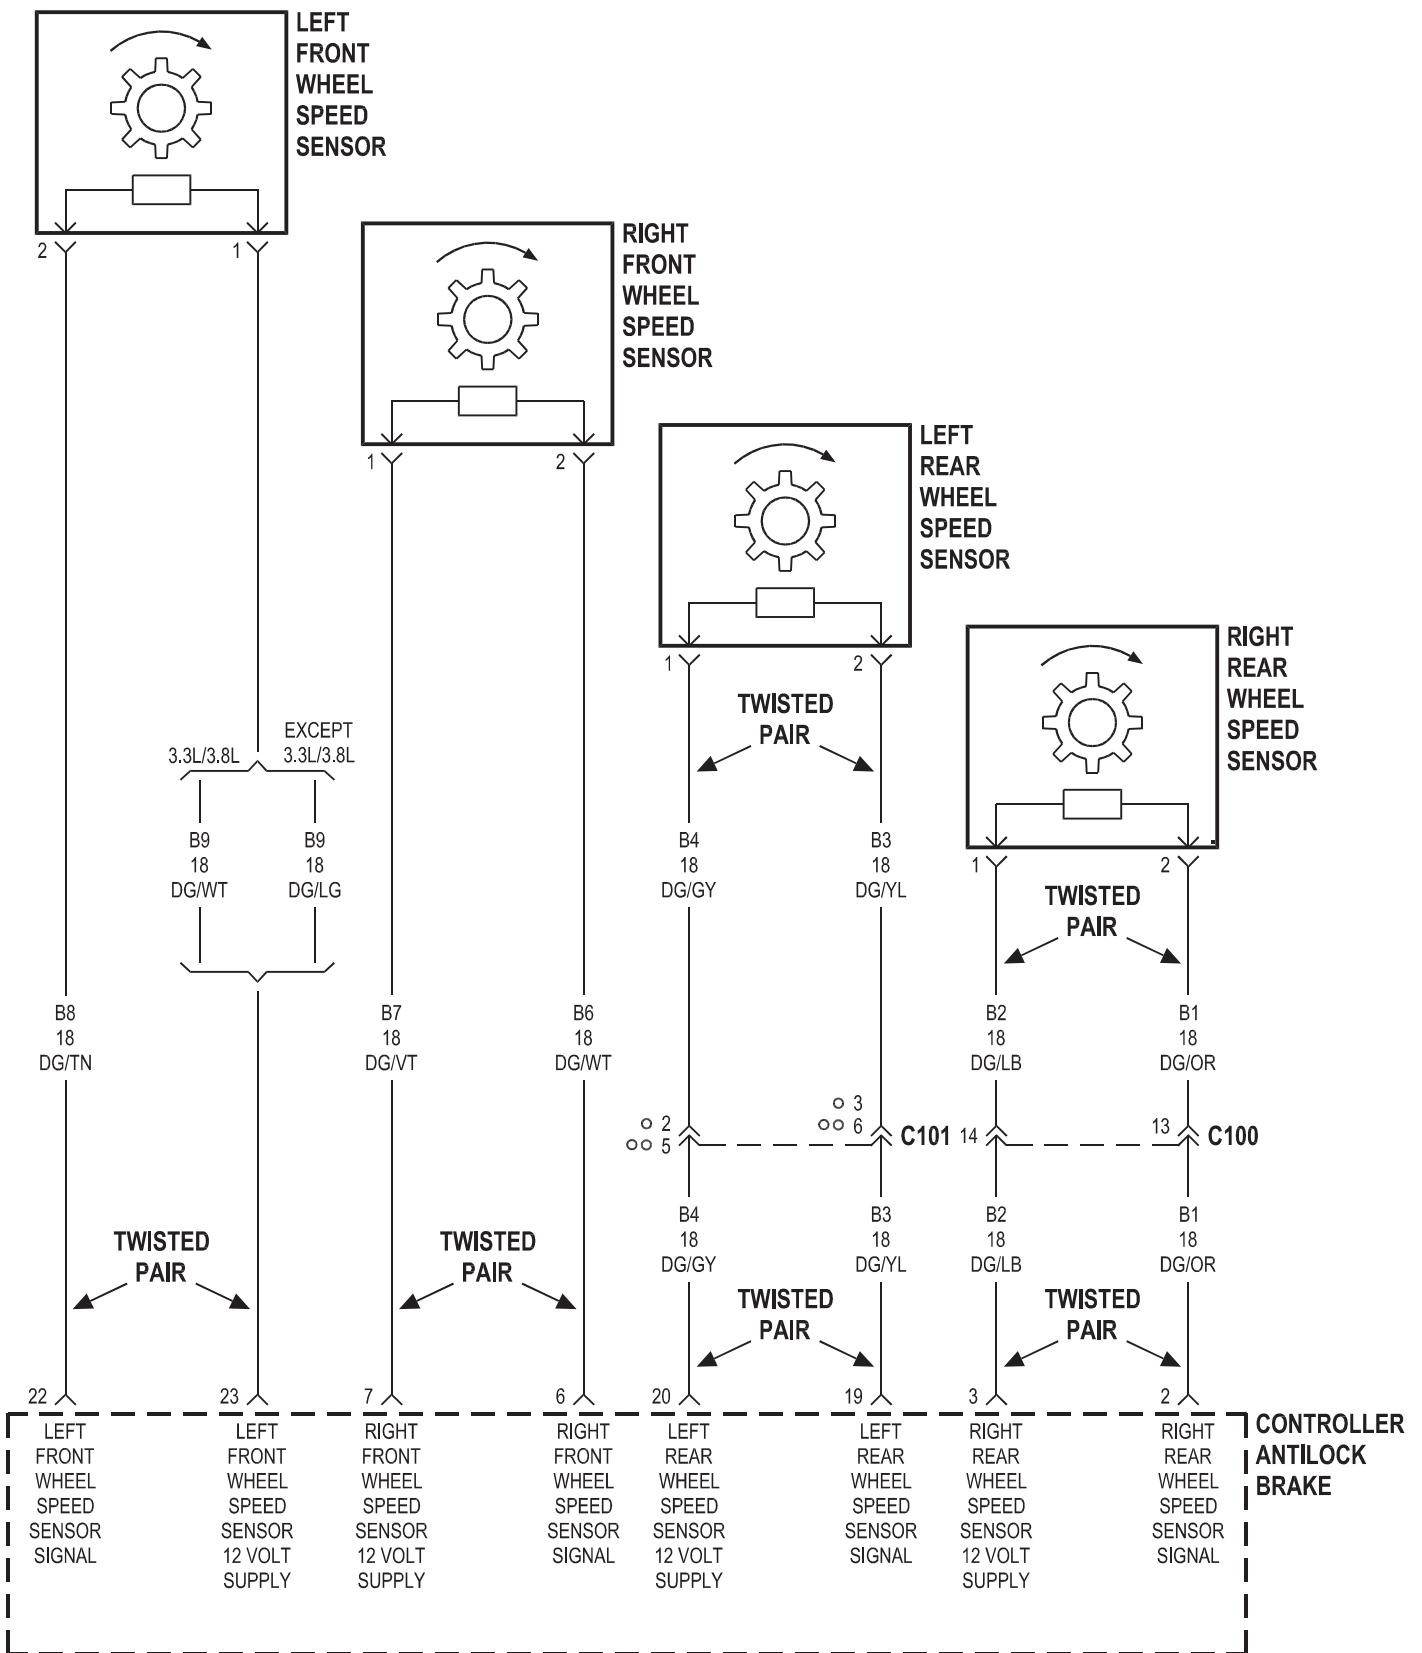 LEFT
FRONT
WHEEL
SPEED
SENSOR
2
1
RIGHT
FRONT
WHEEL
SPEED
SENSOR
1
2
LEFT
REAR
WHEEL
SPEED
SENSOR
1
2
RIGHT
REAR
WHEEL
SPEED
SENSOR
1
2
TWISTED
PAIR
3.3L/3.8L
EXCEPT
3.3L/3.8L
B9
18
DG/WT
B9
18
DG/LG
B4
18
DG/GY
B3
18
DG/YL
TWISTED
PAIR
B8
18
DG/TN
B7
18
DG/VT
B6
18
DG/WT
B2
18
DG/LB
B1
18
DG/OR
2
5
3
6
C101
14
13
C100
B4
18
DG/GY
B3
18
DG/YL
B2
18
DG/LB
B1
18
DG/OR
TWISTED
PAIR
TWISTED
PAIR
TWISTED
PAIR
TWISTED
PAIR
22
23
7
6
20
19
3
2
LEFT
FRONT
WHEEL
SPEED
SENSOR
SIGNAL
LEFT
FRONT
WHEEL
SPEED
SENSOR
12 VOLT
SUPPLY
RIGHT
FRONT
WHEEL
SPEED
SENSOR
12 VOLT
SUPPLY
RIGHT
FRONT
WHEEL
SPEED
SENSOR
SIGNAL
LEFT
REAR
WHEEL
SPEED
SENSOR
12 VOLT
SUPPLY
LEFT
REAR
WHEEL
SPEED
SENSOR
SIGNAL
RIGHT
REAR
WHEEL
SPEED
SENSOR
12 VOLT
SUPPLY
RIGHT
REAR
WHEEL
SPEED
SENSOR
SIGNAL
CONTROLLER
ANTILOCK
BRAKE